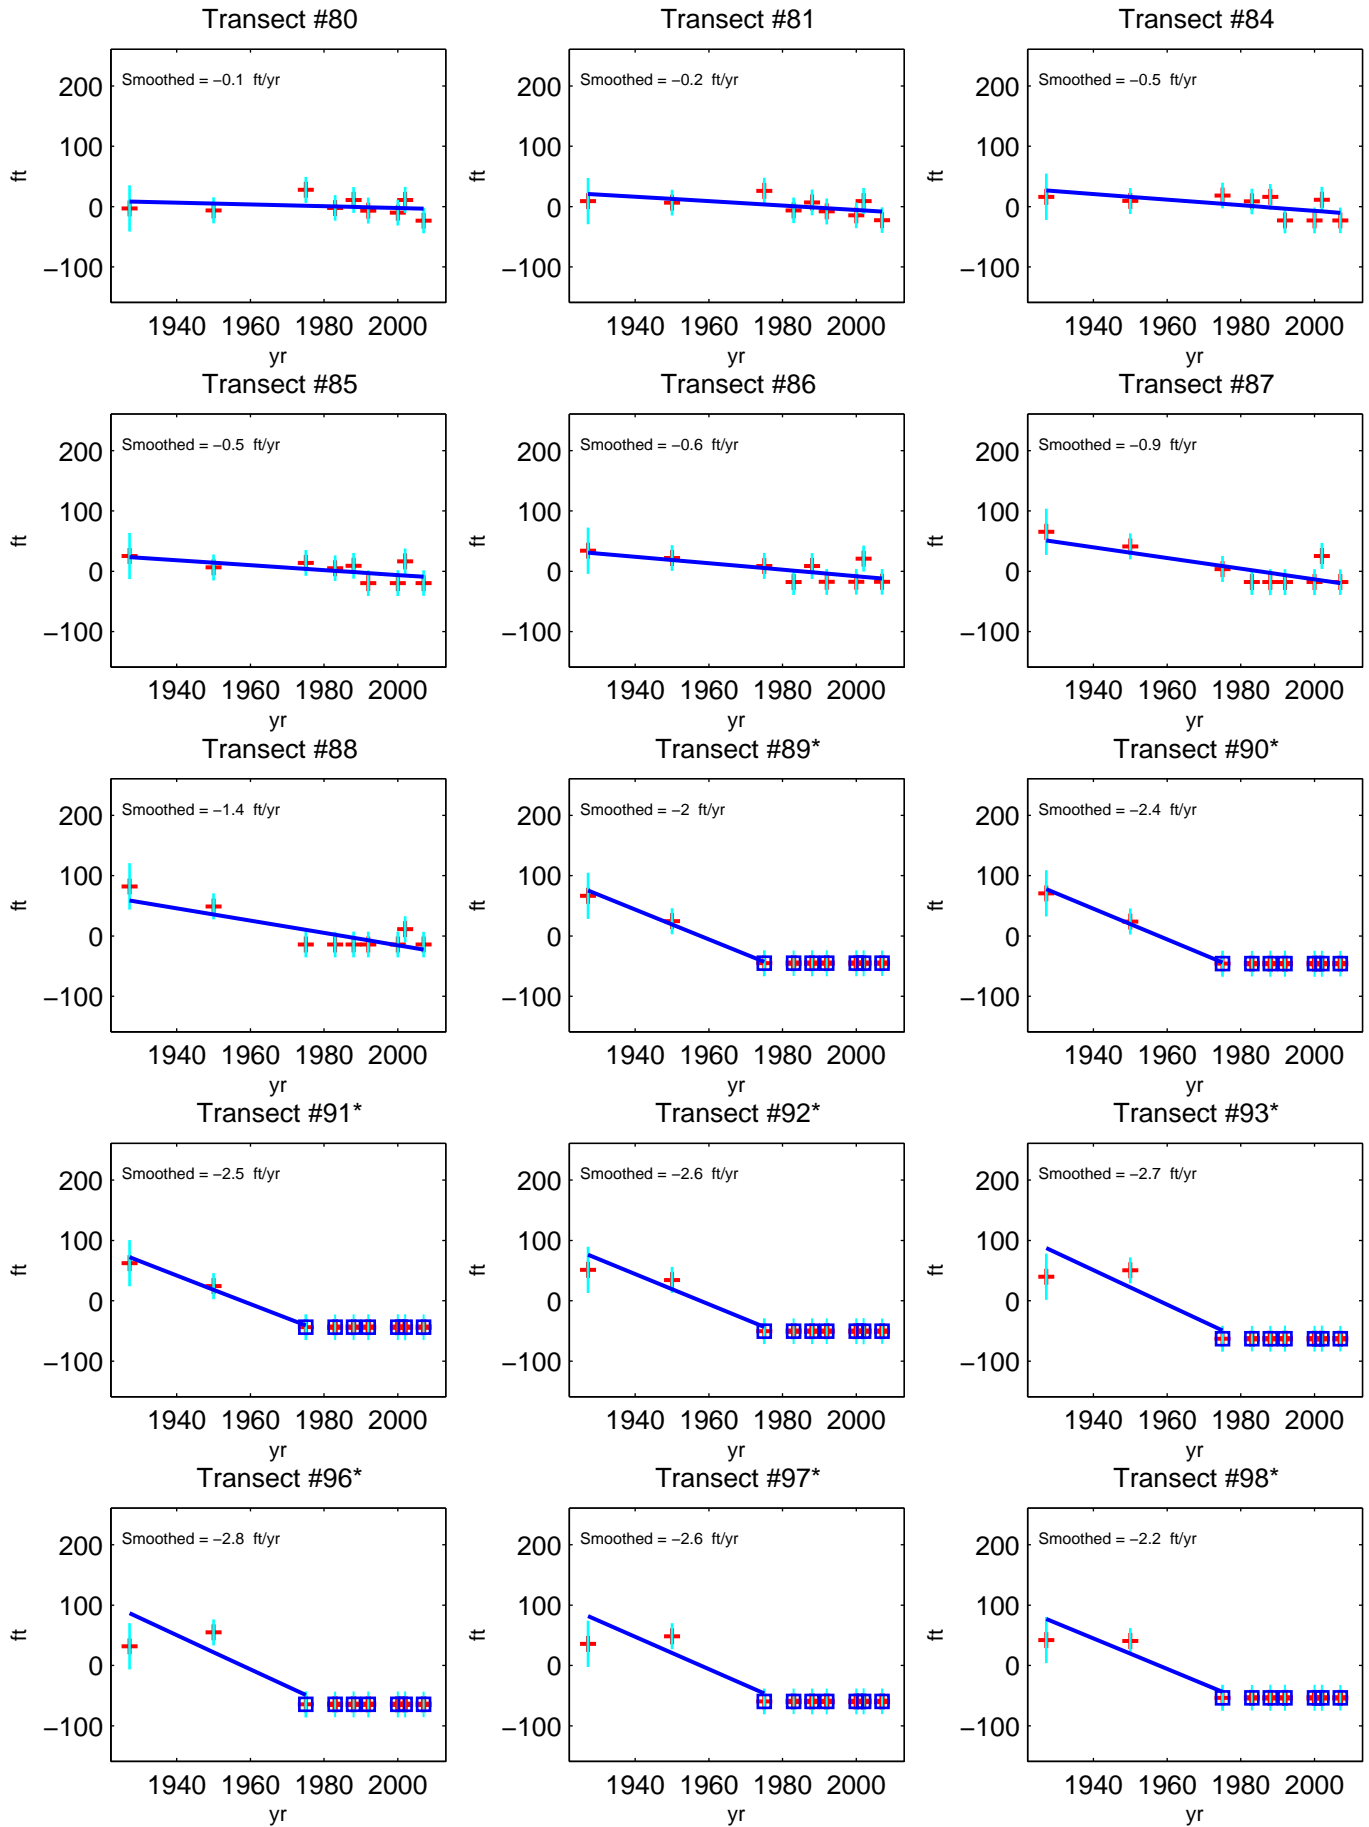 Transect #80
Transect #81
Transect #84
Smoothed = −0.1 ft/yr
Smoothed = −0.2 ft/yr
Smoothed = −0.5 ft/yr
200
100
0
−100
ft
200
100
0
−100
ft
200
100
0
−100
ft
1940 1960 1980 2000
1940 1960 1980 2000
1940 1960 1980 2000
yr
yr
yr
Transect #85
Transect #86
Transect #87
Smoothed = −0.5 ft/yr
Smoothed = −0.6 ft/yr
Smoothed = −0.9 ft/yr
200
100
0
−100
ft
200
100
0
−100
ft
200
100
0
−100
ft
1940 1960 1980 2000
1940 1960 1980 2000
1940 1960 1980 2000
yr
yr
yr
Transect #88
Transect #89*
Transect #90*
Smoothed = −1.4 ft/yr
Smoothed = −2 ft/yr
Smoothed = −2.4 ft/yr
200
100
0
−100
ft
200
100
0
−100
ft
200
100
0
−100
ft
1940 1960 1980 2000
1940 1960 1980 2000
1940 1960 1980 2000
yr
yr
yr
Transect #91*
Transect #92*
Transect #93*
Smoothed = −2.5 ft/yr
Smoothed = −2.6 ft/yr
Smoothed = −2.7 ft/yr
200
100
0
−100
ft
200
100
0
−100
ft
200
100
0
−100
ft
1940 1960 1980 2000
1940 1960 1980 2000
1940 1960 1980 2000
yr
yr
yr
Transect #96*
Transect #97*
Transect #98*
Smoothed = −2.8 ft/yr
Smoothed = −2.6 ft/yr
Smoothed = −2.2 ft/yr
200
100
0
−100
ft
200
100
0
−100
ft
200
100
0
−100
ft
1940 1960 1980 2000
1940 1960 1980 2000
1940 1960 1980 2000
yr
yr
yr